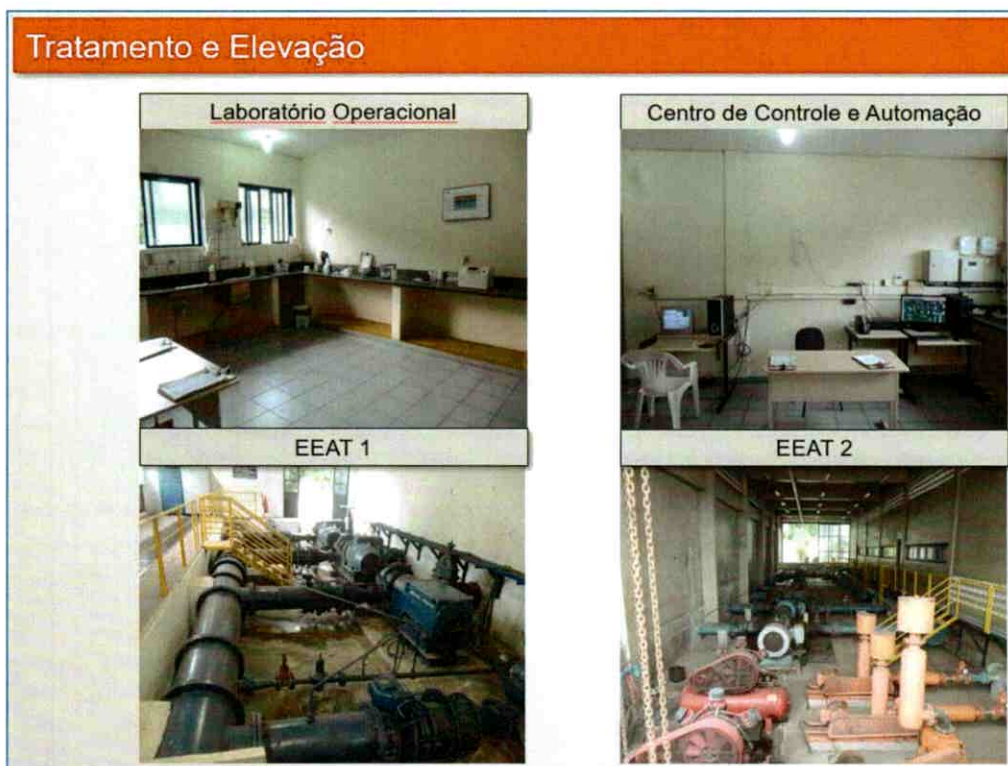 Tratamento e Elevação
Laboratório Operacional
Centro de Controle e Automação
EEAT 1
EEAT 2